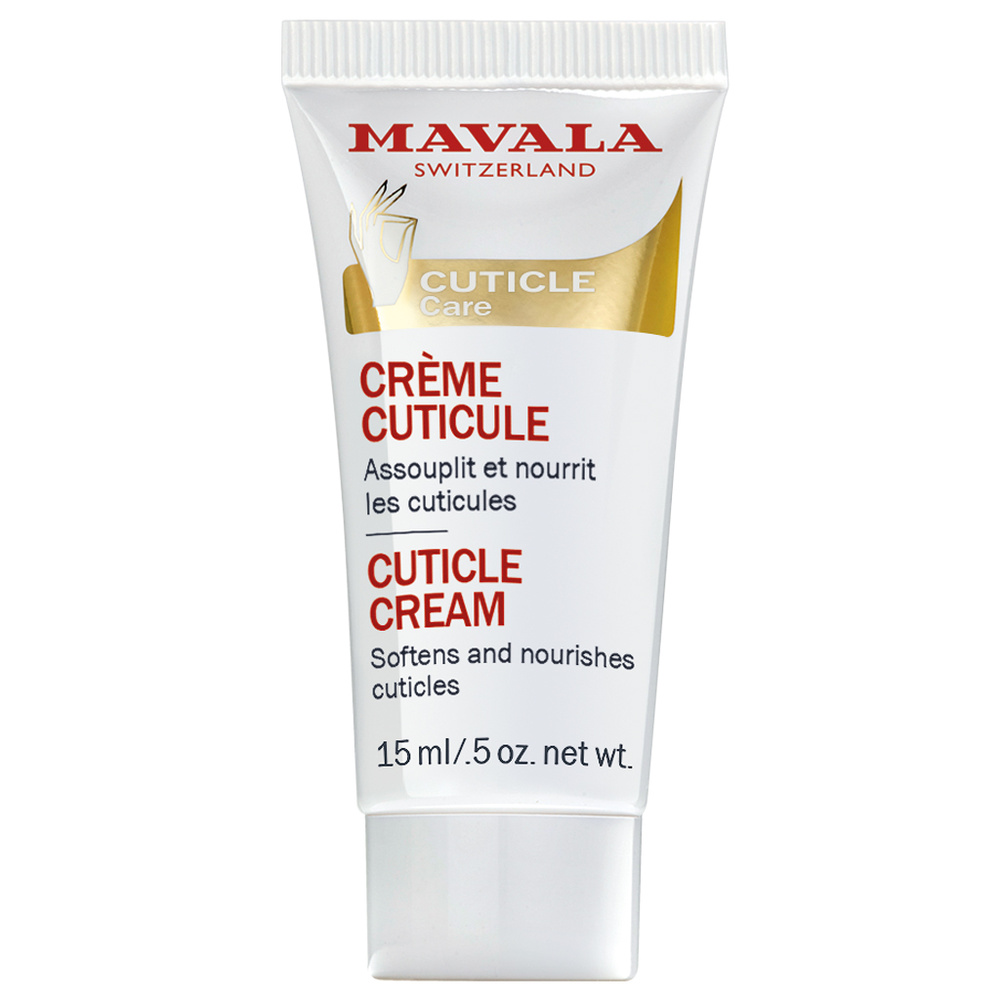 MAVALA
SWITZERLAND
CUTICLE
Care
CRÈME
CUTICULE
Assouplit et nourrit
les cuticules
CUTICLE
CREAM
Softens and nourishes
cuticles
15 ml/.5 oz. net wt.